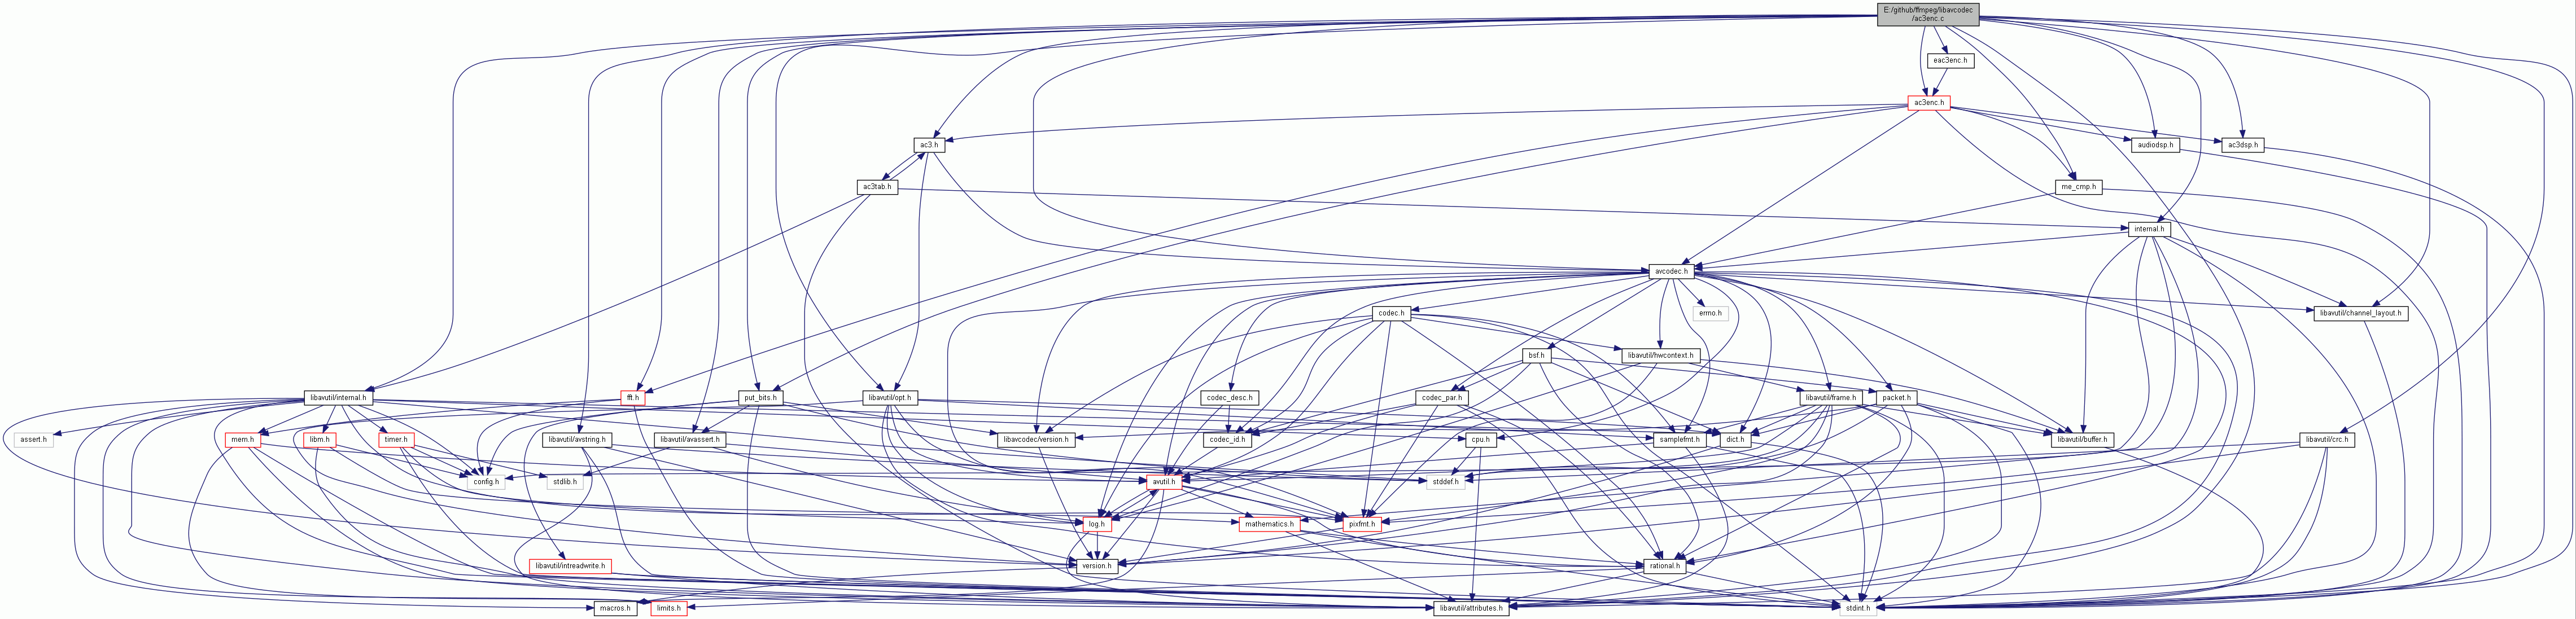 E:/github/ffmpeg/libavcodec
/ac3enc.c
eac3enc.h
ac3enc.h
ac3.h
audiodsp.h
ac3dsp.h
ac3tab.h
me_cmp.h
internal.h
avcodec.h
codec.h
errno.h
libavutil/channel_layout.h
bsf.h
libavutil/hwcontext.h
libavutil/internal.h
fft.h
put_bits.h
libavutil/opt.h
codec_desc.h
codec_par.h
libavutil/frame.h
packet.h
assert.h
mem.h
libm.h
timer.h
libavutil/avstring.h
libavutil/avassert.h
libavcodec/version.h
codec_id.h
cpu.h
samplefmt.h
dict.h
libavutil/buffer.h
libavutil/crc.h
config.h
stdlib.h
avutil.h
stddef.h
log.h
mathematics.h
pixfmt.h
libavutil/intreadwrite.h
version.h
rational.h
macros.h
limits.h
libavutil/attributes.h
stdint.h